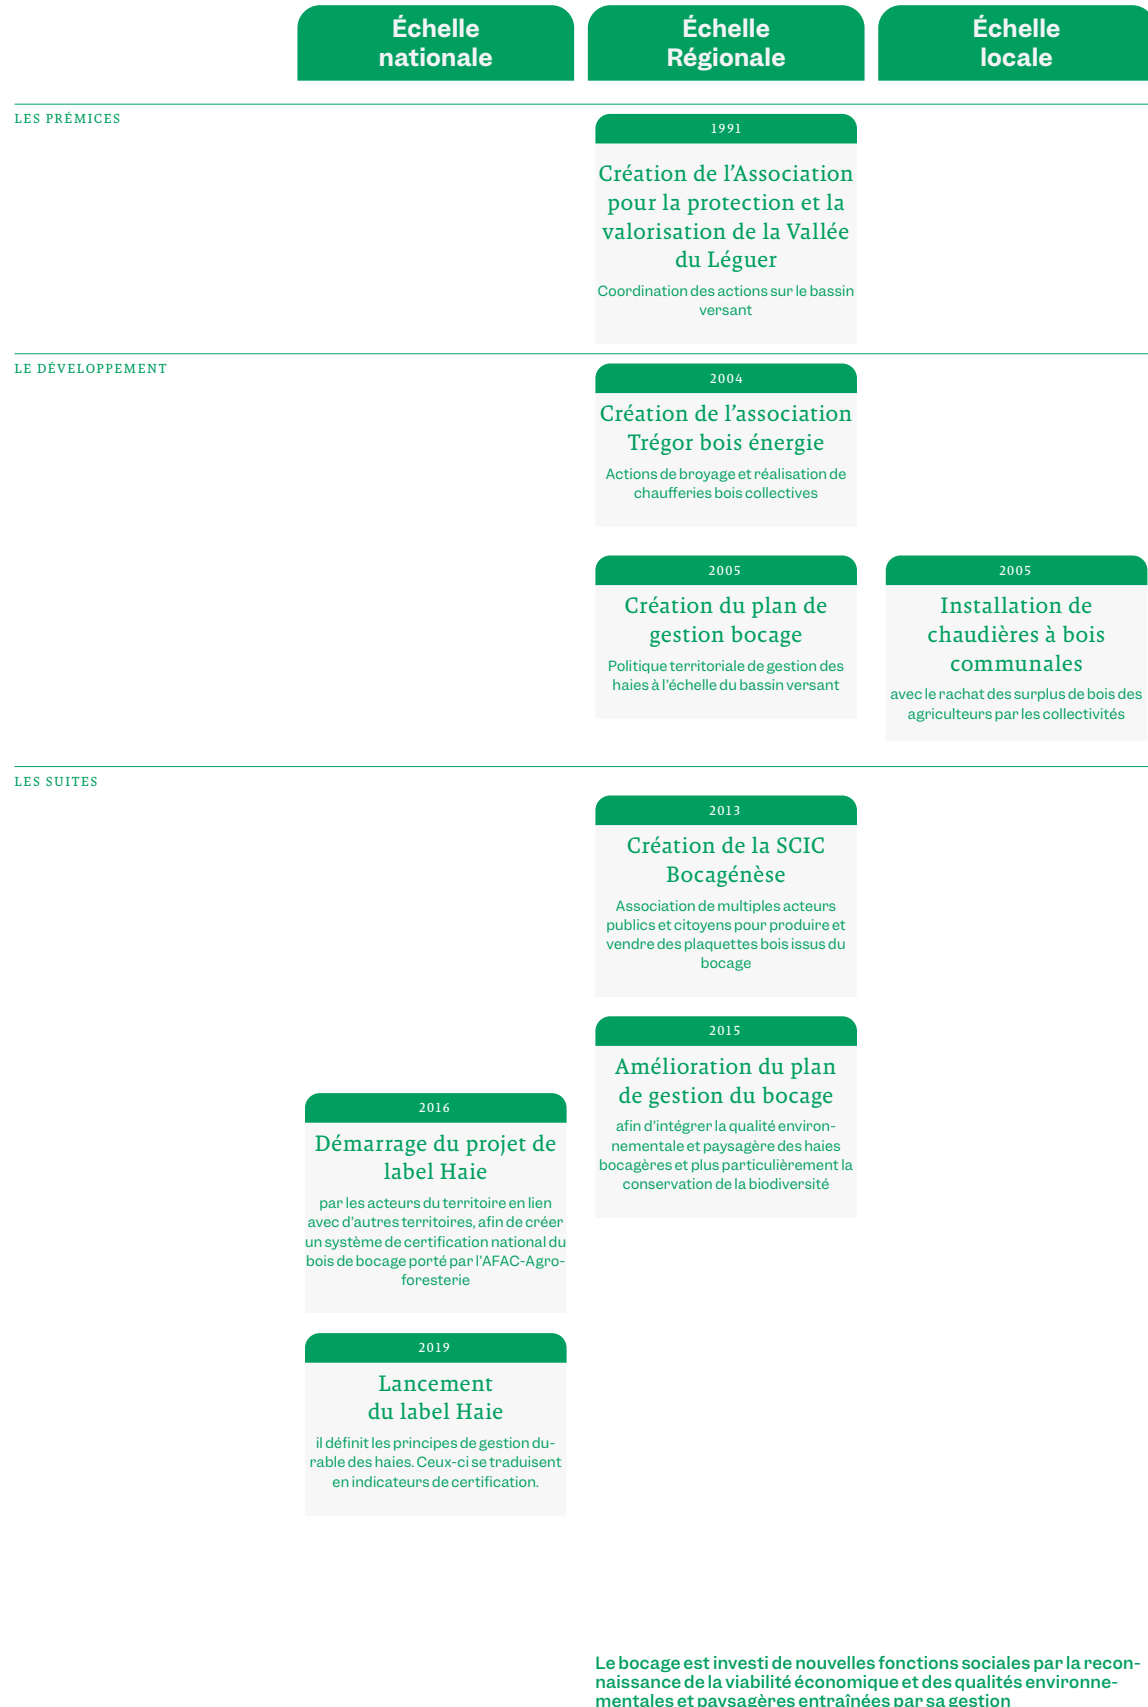 Échelle
nationale
Échelle
Régionale
Échelle
locale
LES PRÉMICES
1991
Création de l’Association
pour la protection et la
valorisation de la Vallée
du Léguer
Coordination des actions sur le bassin
versant
LE DÉVELOPPEMENT
2004
Création de l’association
Trégor bois énergie
Actions de broyage et réalisation de
chaufferies bois collectives
2005
Création du plan de
gestion bocage
Politique territoriale de gestion des
haies à l’échelle du bassin versant
2005
Installation de
chaudières à bois
communales
avec le rachat des surplus de bois des
agriculteurs par les collectivités
LES SUITES
2013
Création de la SCIC
Bocagénèse
Association de multiples acteurs
publics et citoyens pour produire et
vendre des plaquettes bois issus du
bocage
2015
Amélioration du plan
de gestion du bocage
afin d’intégrer la qualité environ-
nementale et paysagère des haies
bocagères et plus particulièrement la
conservation de la biodiversité
2016
Démarrage du projet de
label Haie
par les acteurs du territoire en lien
avec d’autres territoires, afin de créer
un système de certification national du
bois de bocage porté par l’AFAC-Agro-
foresterie
2019
Lancement
du label Haie
il définit les principes de gestion du-
rable des haies. Ceux-ci se traduisent
en indicateurs de certification.
Le bocage est investi de nouvelles fonctions sociales par la recon-
naissance de la viabilité économique et des qualités environne-
mentales et paysagères entraînées par sa gestion